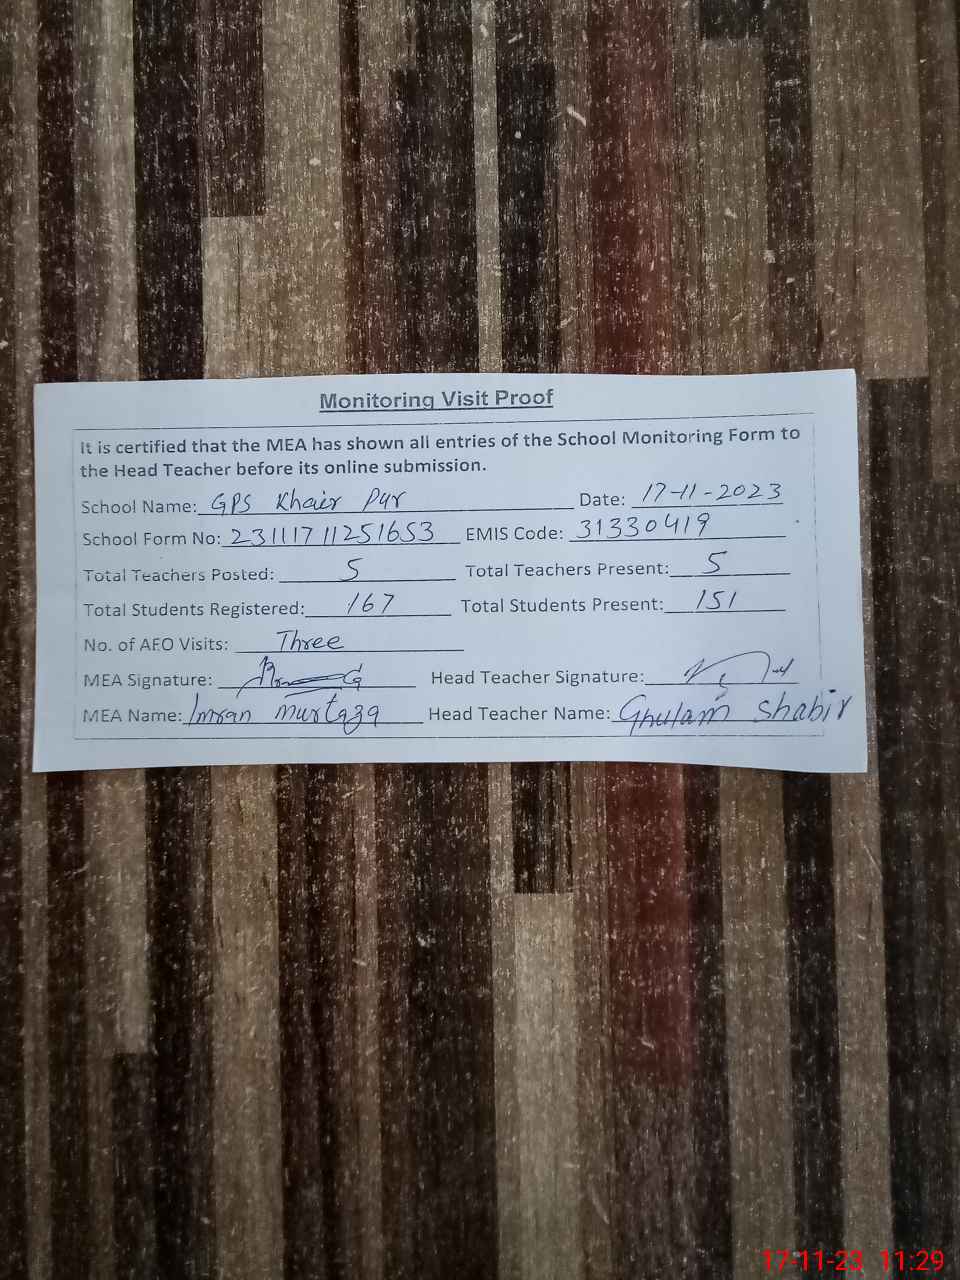 Monitoring Visit Proof
It is certified that the MEA has shown all entries of the School Monitoring Form to
the Head Teacher before its online submission.
School Name: GPS Khair Pur Date: 17-11-2023
School Form No: 23111711251653 EMIS Code: 31330419
Total Teachers Posted: 5 Total Teachers Present: 5
Total Students Registered: 167 Total Students Present: 151
No. of AEO Visits: Three
MEA Signature: Head Teacher Signature:
MEA Name: Imran murtaza Head Teacher Name: Ghulam Shabir
17-11-23 11:29